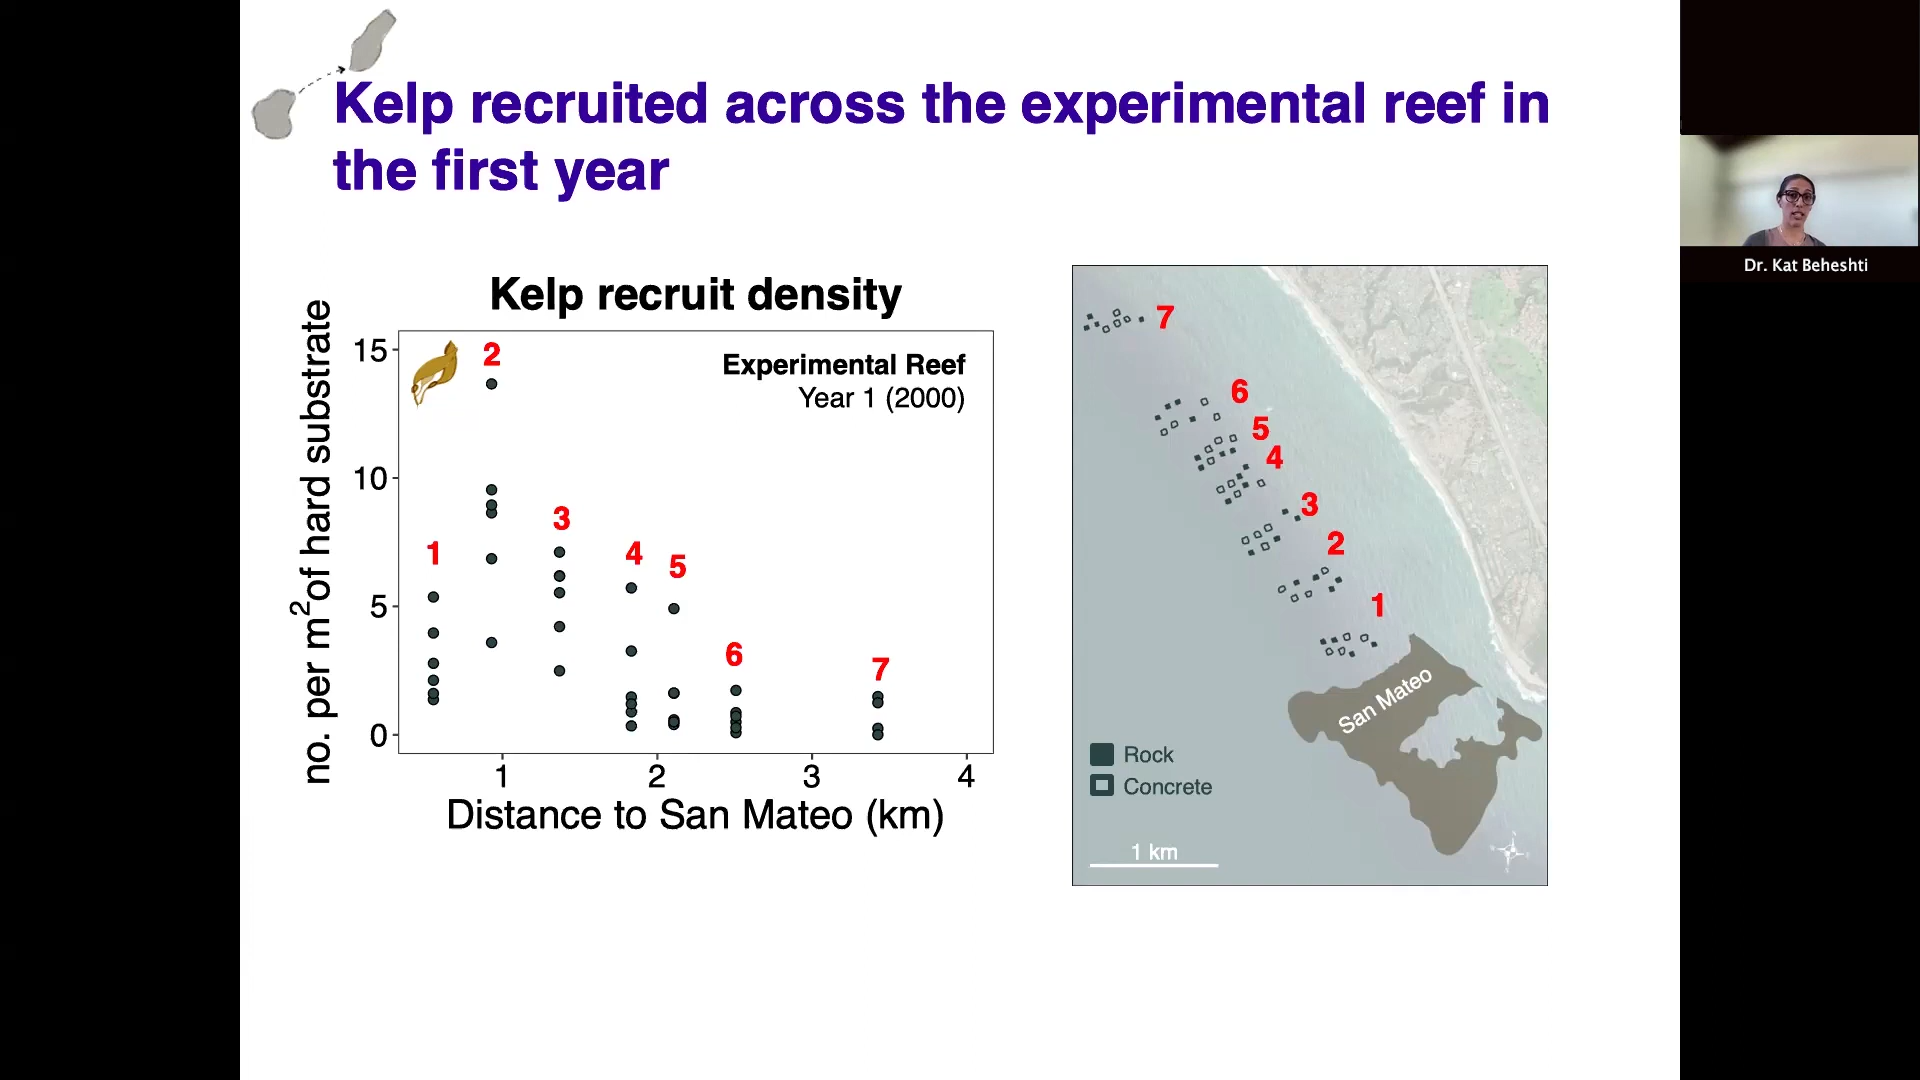 Kelp recruited across the experimental reef in
the first year
Kelp recruit density
no. per m² of hard substrate
15
10
5
0
1
2
3
4
5
6
7
Experimental Reef
Year 1 (2000)
1
2
3
4
Distance to San Mateo (km)
7
6
5
4
3
2
1
San Mateo
Rock
Concrete
1 km
Dr. Kat Beheshti